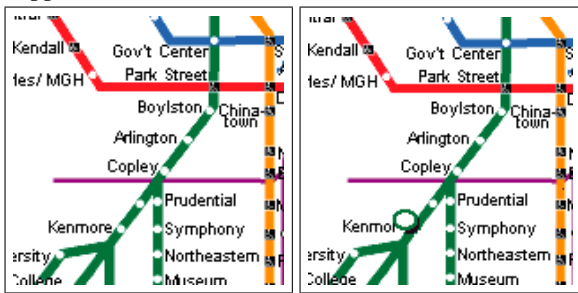 Kendall
Gov't Center
Park Street
Boylston
China-
town
Arlington
Copley
Prudential
Kenmore
Symphony
Northeastern
Museum
Kendall
Gov't Center
Park Street
Boylston
China-
town
Arlington
Copley
Prudential
Symphony
Northeastern
Museum